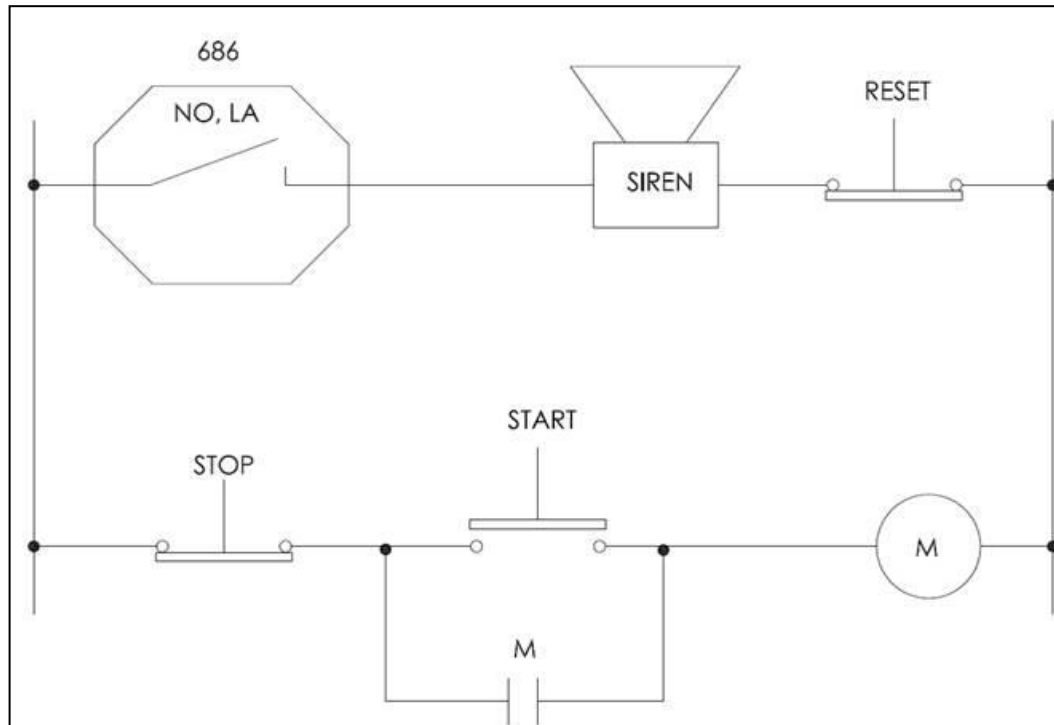 686
NO, LA
RESET
SIREN
START
STOP
M
M